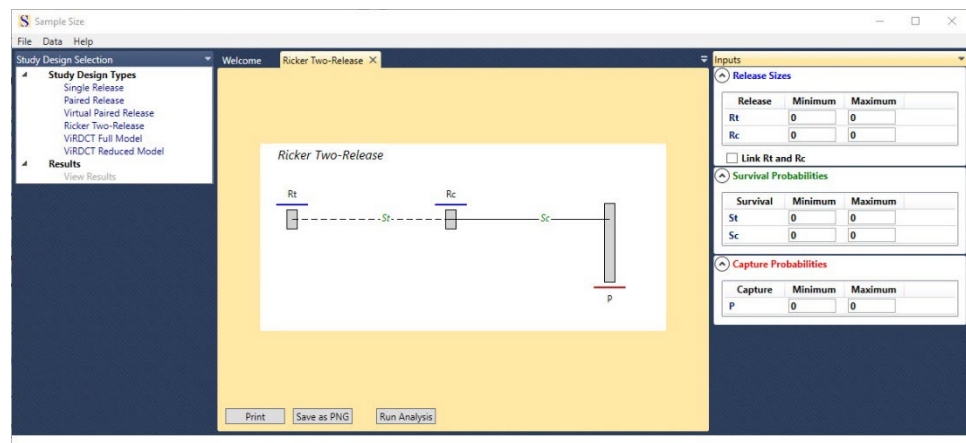 Sample Size
File Data Help
Study Design Selection
Study Design Types
Single Release
Paired Release
Virtual Paired Release
Ricker Two-Release
ViRDCT Full Model
ViRDCT Reduced Model
Results
View Results
Welcome Ricker Two-Release
Ricker Two-Release
Rt Rc
St Sc
P
Print Save as PNG Run Analysis
Inputs
Release Sizes
Release Minimum Maximum
Rt 0 0
Rc 0 0
Link Rt and Rc
Survival Probabilities
Survival Minimum Maximum
St 0 0
Sc 0 0
Capture Probabilities
Capture Minimum Maximum
P 0 0